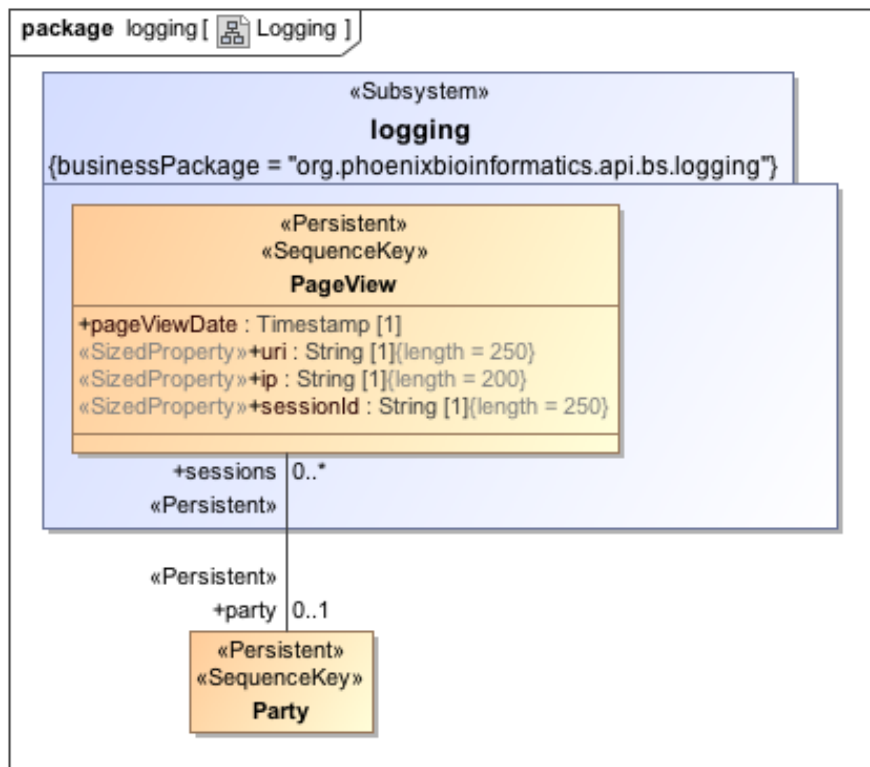 package logging [ Logging ]
«Subsystem»
logging
{businessPackage = "org.phoenixbioinformatics.api.bs.logging"}
«Persistent»
«SequenceKey»
PageView
+pageViewDate : Timestamp [1]
«SizedProperty»+uri : String [1]{length = 250}
«SizedProperty»+ip : String [1]{length = 200}
«SizedProperty»+sessionId : String [1]{length = 250}
+sessions 0..*
«Persistent»
«Persistent»
+party 0..1
«Persistent»
«SequenceKey»
Party